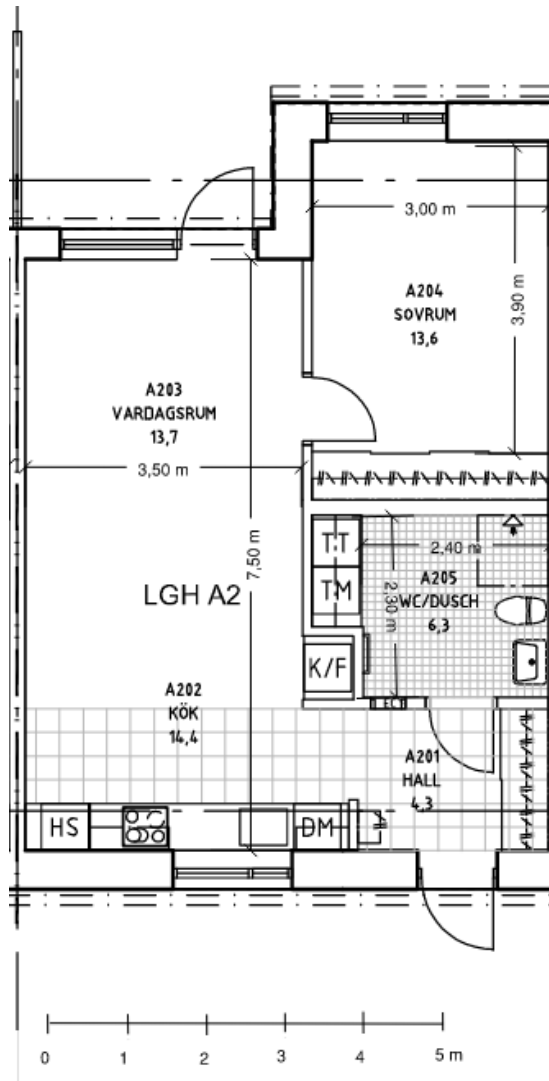 3,00 m
A204
SOVRUM
13,6
3,90 m
A203
VARDAGSRUM
13,7
3,50 m
7,50 m
TT
2,40 m
A205
WC/DUSCH
6,3
2,30 m
TM
LGH A2
K/F
A202
KÖK
14,4
A201
HALL
4,3
HS
DM
0 1 2 3 4 5 m